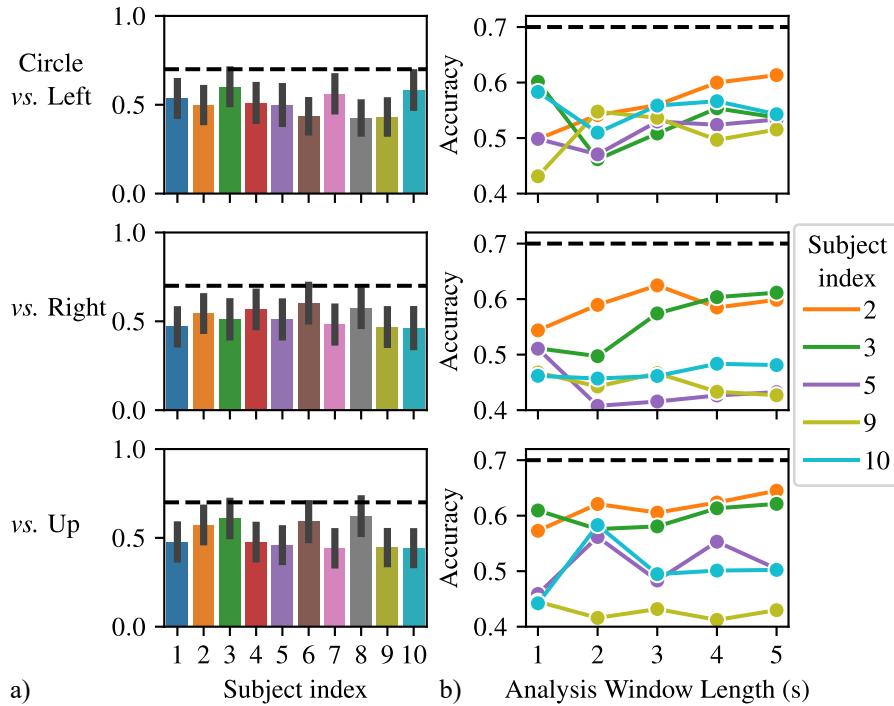 Circle
vs. Left
1.0
0.5
0.0
Accuracy
0.7
0.6
0.5
0.4
vs. Right
1.0
0.5
0.0
Accuracy
0.7
0.6
0.5
0.4
Subject
index
2
3
5
9
10
vs. Up
1.0
0.5
0.0
1 2 3 4 5 6 7 8 9 10
Accuracy
0.7
0.6
0.5
0.4
1 2 3 4 5
a) Subject index
b) Analysis Window Length (s)